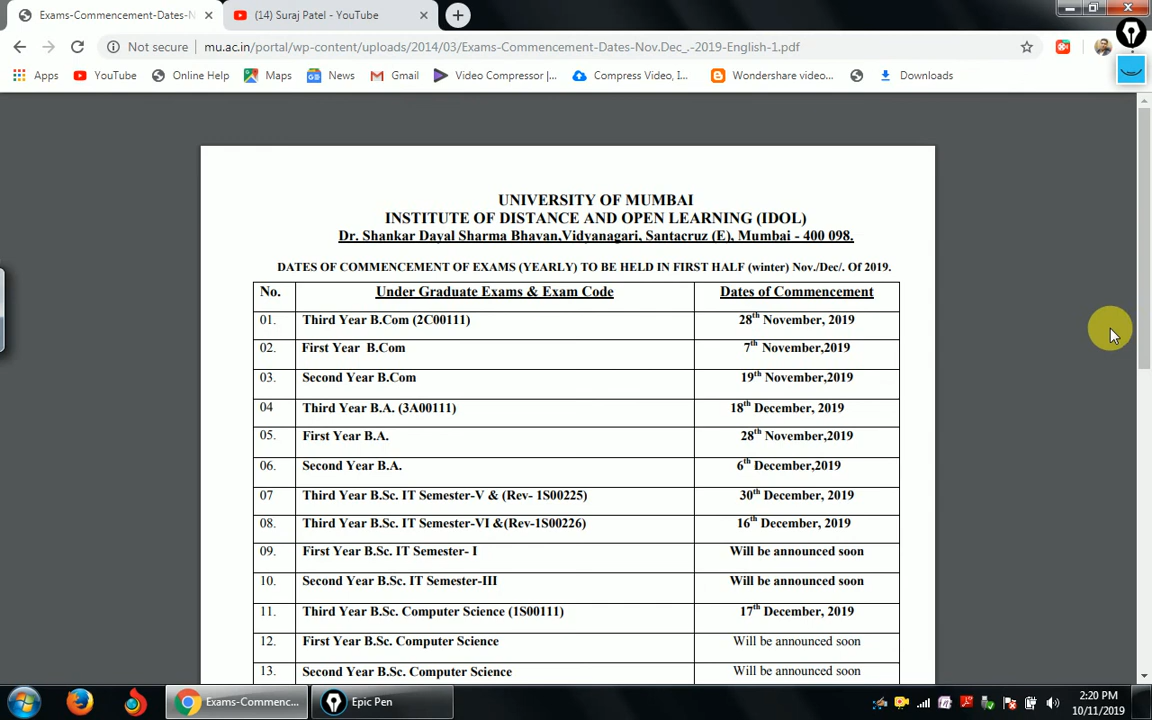 Exams-Commencement-Dates-N
(14) Suraj Patel - YouTube
Not secure mu.ac.in/portal/wp-content/uploads/2014/03/Exams-Commencement-Dates-Nov.Dec_.-2019-English-1.pdf
Apps YouTube Online Help Maps News Gmail Video Compressor |... Compress Video, I... Wondershare video... Downloads
UNIVERSITY OF MUMBAI
INSTITUTE OF DISTANCE AND OPEN LEARNING (IDOL)
Dr. Shankar Dayal Sharma Bhavan,Vidyanagari, Santacruz (E), Mumbai - 400 098.
DATES OF COMMENCEMENT OF EXAMS (YEARLY) TO BE HELD IN FIRST HALF (winter) Nov./Dec/. Of 2019.
No. Under Graduate Exams & Exam Code Dates of Commencement
01. Third Year B.Com (2C00111) 28th November, 2019
02. First Year B.Com 7th November,2019
03. Second Year B.Com 19th November,2019
04 Third Year B.A. (3A00111) 18th December, 2019
05. First Year B.A. 28th November,2019
06. Second Year B.A. 6th December,2019
07 Third Year B.Sc. IT Semester-V & (Rev- 1S00225) 30th December, 2019
08. Third Year B.Sc. IT Semester-VI &(Rev-1S00226) 16th December, 2019
09. First Year B.Sc. IT Semester- I Will be announced soon
10. Second Year B.Sc. IT Semester-III Will be announced soon
11. Third Year B.Sc. Computer Science (1S00111) 17th December, 2019
12. First Year B.Sc. Computer Science Will be announced soon
13. Second Year B.Sc. Computer Science Will be announced soon
Exams-Commenc... Epic Pen 2:20 PM
10/11/2019